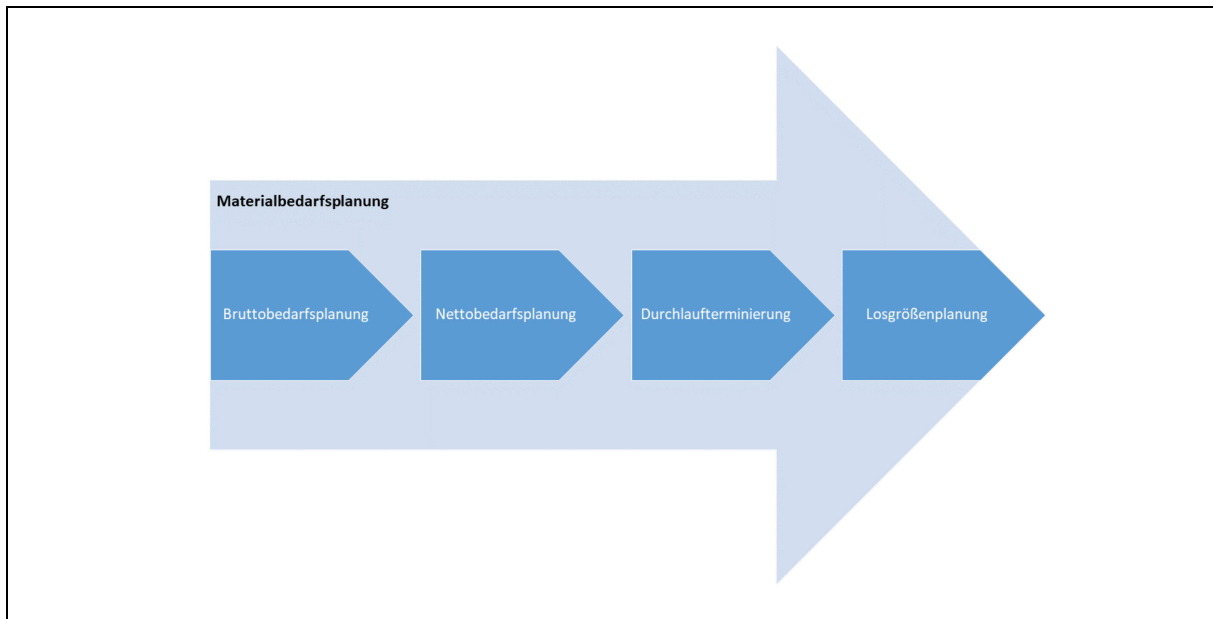 Materialbedarfsplanung
Bruttobedarfsplanung
Nettobedarfsplanung
Durchlaufterminierung
Losgrößenplanung